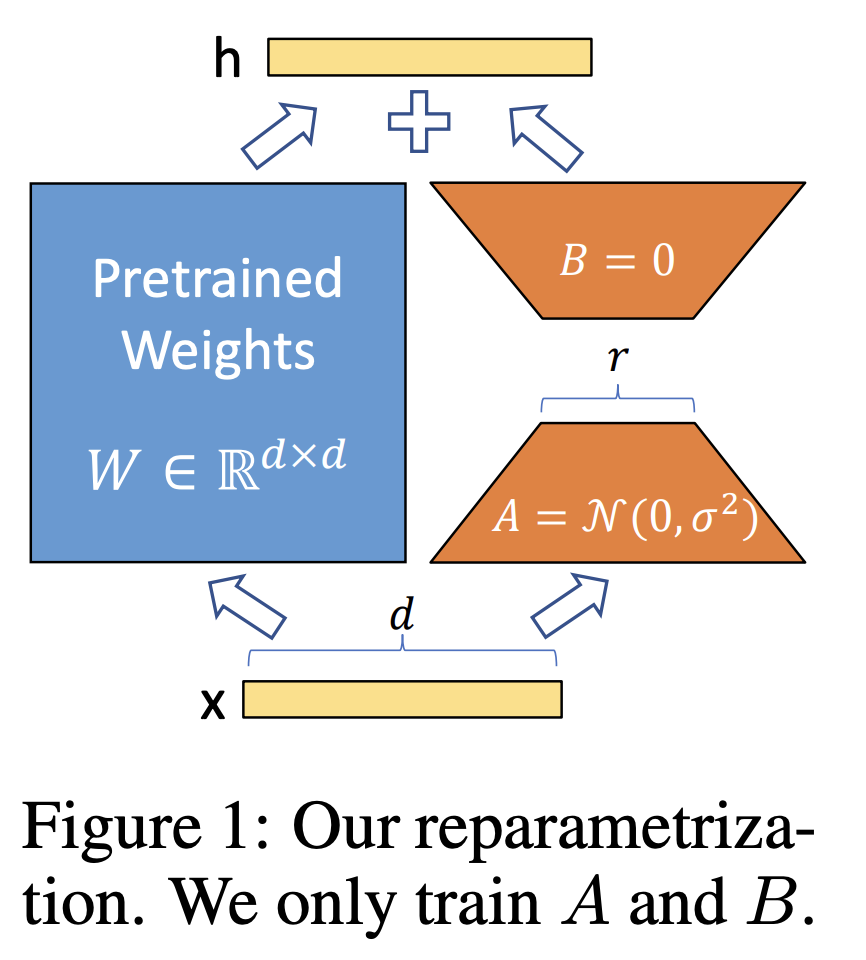 h
Pretrained
Weights
W ∈ ℝ^{d×d}
B = 0
r
A = 𝒩(0, σ²)
d
x
Figure 1: Our reparametriza-
tion. We only train A and B.